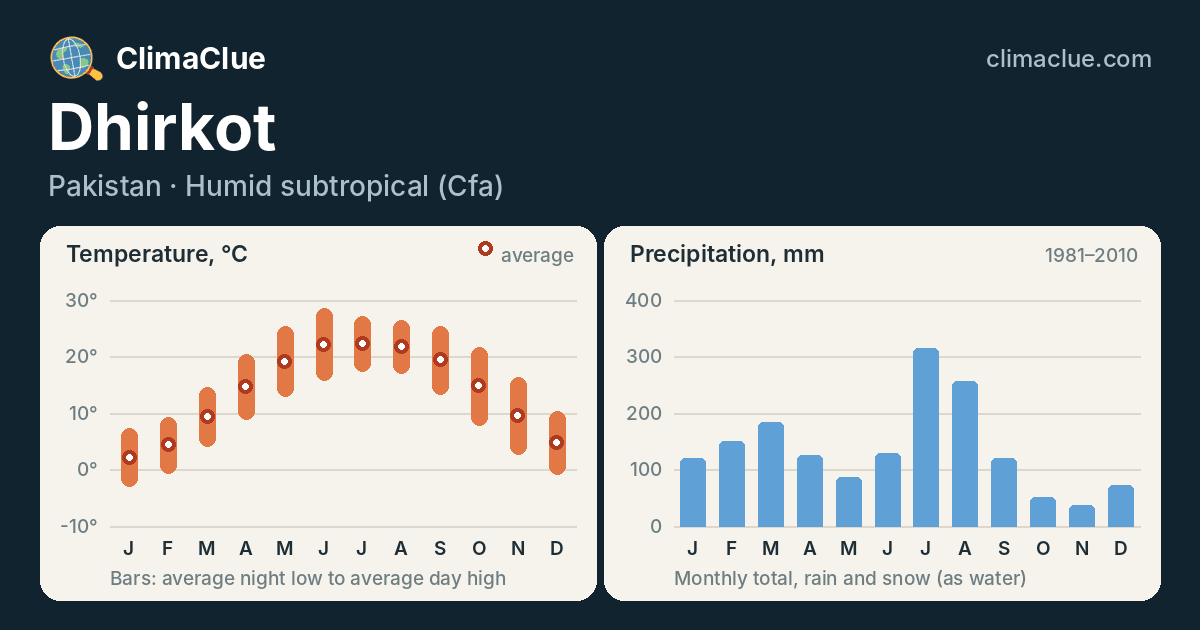 ClimaClue
climaclue.com
Dhirkot
Pakistan · Humid subtropical (Cfa)
Temperature, °C
average
30°
20°
10°
0°
-10°
J F M A M J J A S O N D
Bars: average night low to average day high
Precipitation, mm
1981–2010
400
300
200
100
0
J F M A M J J A S O N D
Monthly total, rain and snow (as water)